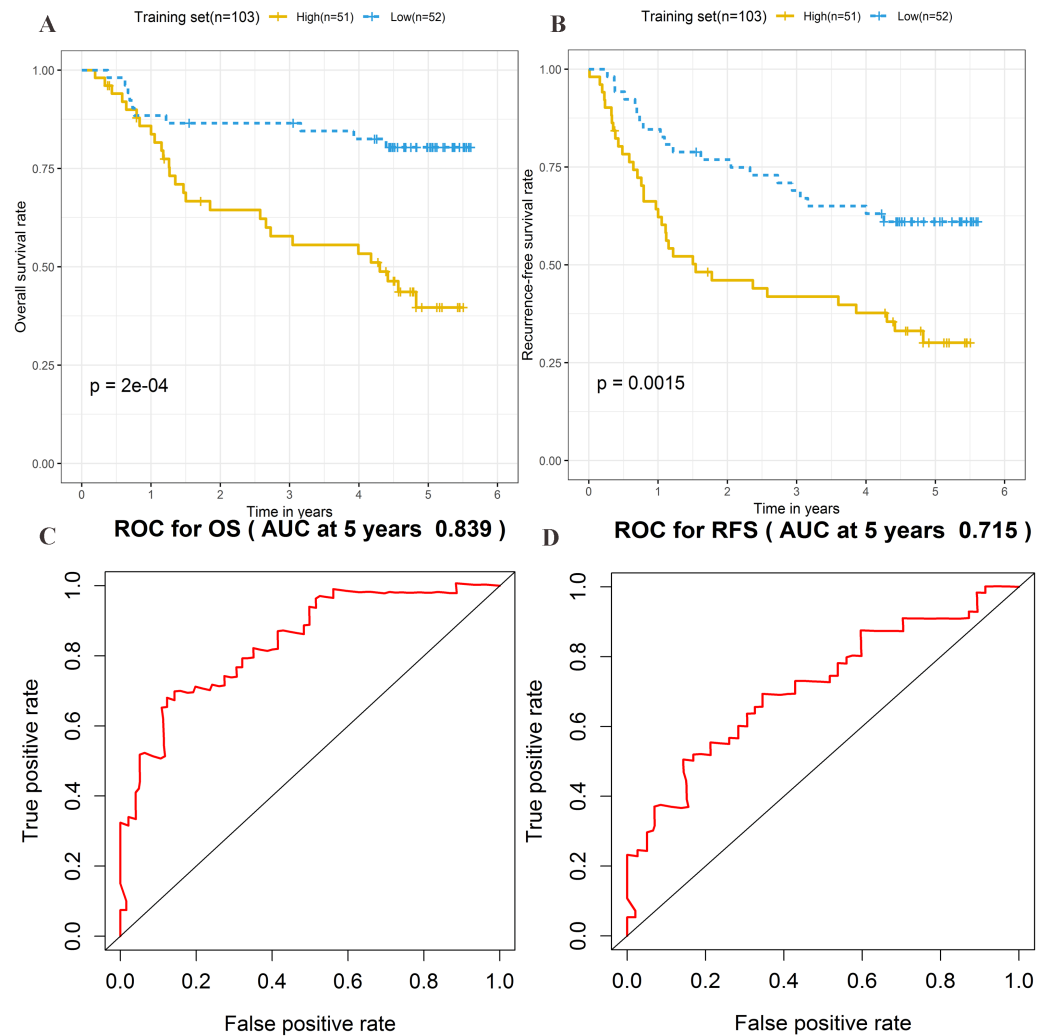 A
Training set(n=103) High(n=51) Low(n=52)
Overall survival rate
1.00
0.75
0.50
0.25
0.00
p = 2e-04
0 1 2 3 4 5 6
Time in years
B
Training set(n=103) High(n=51) Low(n=52)
Recurrence-free survival rate
1.00
0.75
0.50
0.25
0.00
p = 0.0015
0 1 2 3 4 5 6
Time in years
C
ROC for OS ( AUC at 5 years 0.839 )
True positive rate
1.0
0.8
0.6
0.4
0.2
0.0
0.0 0.2 0.4 0.6 0.8 1.0
False positive rate
D
ROC for RFS ( AUC at 5 years 0.715 )
True positive rate
1.0
0.8
0.6
0.4
0.2
0.0
0.0 0.2 0.4 0.6 0.8 1.0
False positive rate